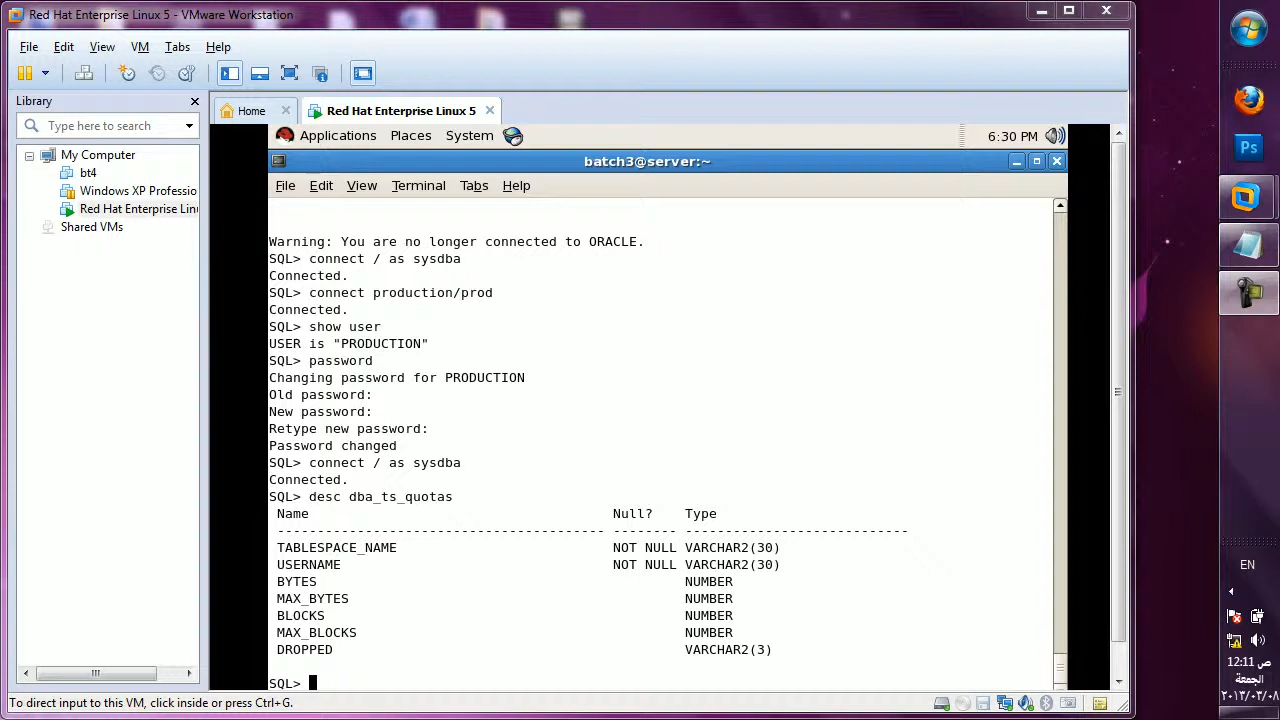 Red Hat Enterprise Linux 5 - VMware Workstation
File Edit View VM Tabs Help
Library
Type here to search
My Computer
bt4
Windows XP Professio
Red Hat Enterprise Linu
Shared VMs
Home
Red Hat Enterprise Linux 5
Applications Places System
6:30 PM
batch3@server:~
File Edit View Terminal Tabs Help
Warning: You are no longer connected to ORACLE.
SQL> connect / as sysdba
Connected.
SQL> connect production/prod
Connected.
SQL> show user
USER is "PRODUCTION"
SQL> password
Changing password for PRODUCTION
Old password:
New password:
Retype new password:
Password changed
SQL> connect / as sysdba
Connected.
SQL> desc dba_ts_quotas
Name Null? Type
----------------------------------------- -------- ----------------------------
TABLESPACE_NAME NOT NULL VARCHAR2(30)
USERNAME NOT NULL VARCHAR2(30)
BYTES NUMBER
MAX_BYTES NUMBER
BLOCKS NUMBER
MAX_BLOCKS NUMBER
DROPPED VARCHAR2(3)
SQL>
To direct input to this VM, click inside or press Ctrl+G.
Ps
EN
12:11 ص
الجمعة
٢٠١٣/٠٣/٠٨